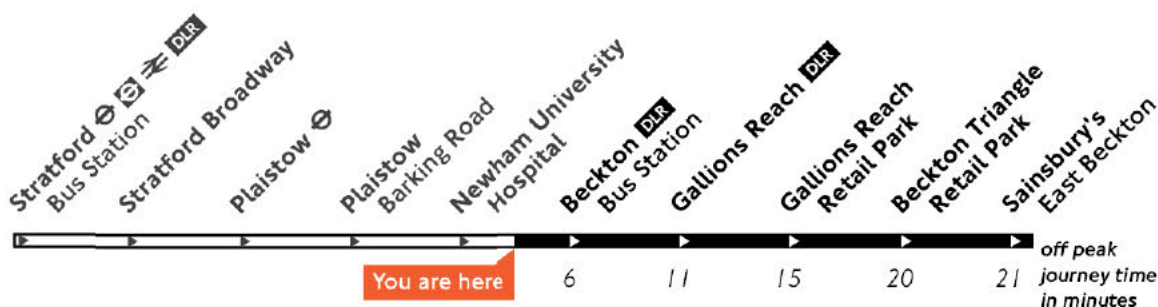 Stratford DLR
Bus Station
Stratford Broadway
Plaistow
Plaistow
Barking Road
Newham University
Hospital
Beckton DLR
Bus Station
Gallions Reach DLR
Gallions Reach
Retail Park
Beckton Triangle
Retail Park
Sainsbury's
East Beckton
You are here
6 11 15 20 21
off peak
journey time
in minutes